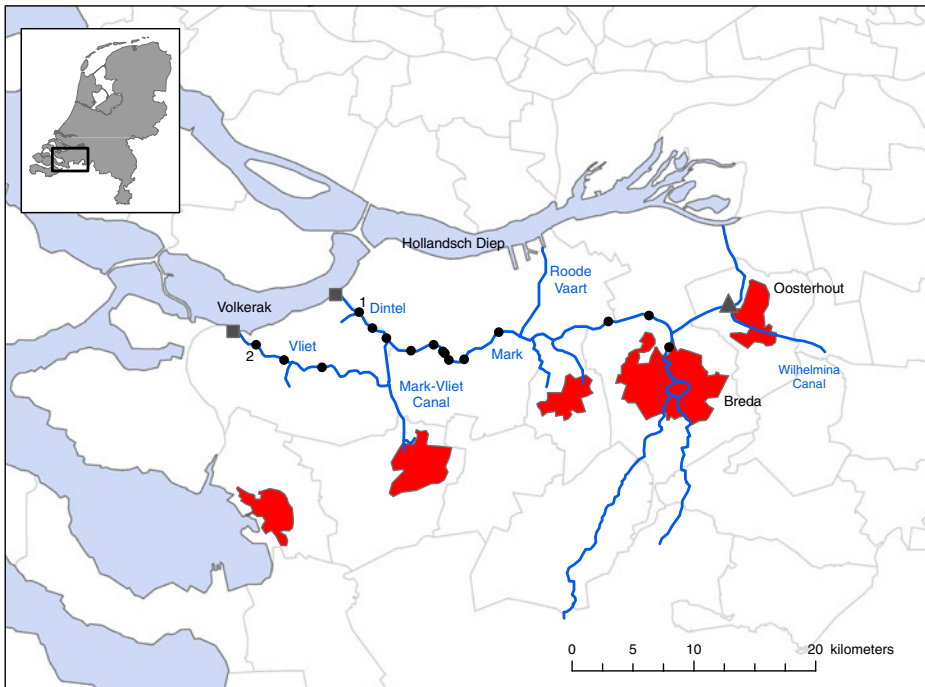 Hollandsch Diep
Roode
Vaart
Oosterhout
Volkerak
1
Dintel
2
Vliet
Mark
Mark-Vliet
Canal
Wilhelmina
Canal
Breda
0 5 10 20 kilometers